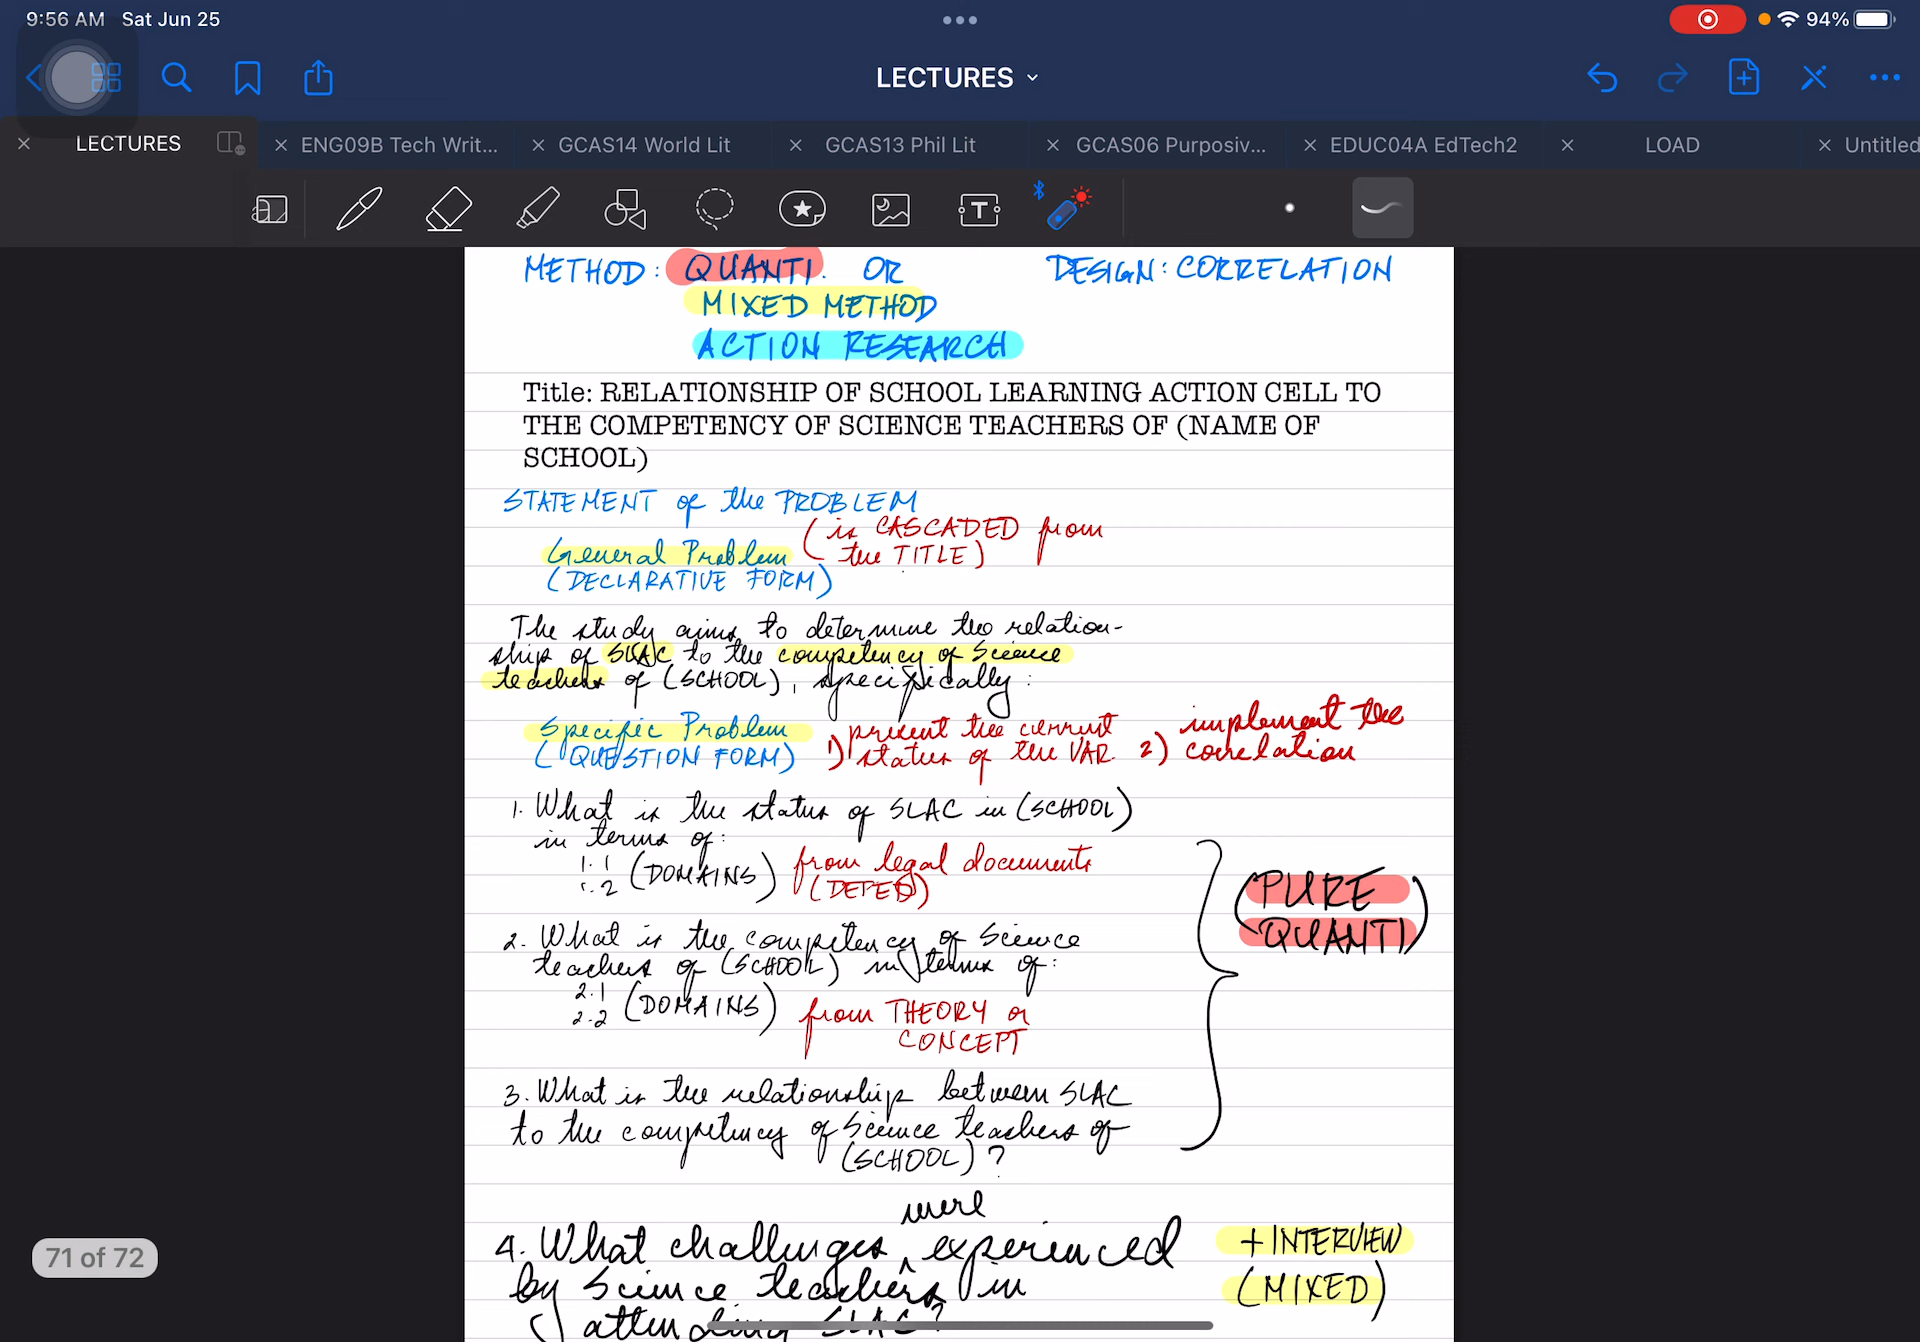 9:56 AM Sat Jun 25
94%
LECTURES
LECTURES
ENG09B Tech Writ...
GCAS14 World Lit
GCAS13 Phil Lit
GCAS06 Purposiv...
EDUC04A EdTech2
LOAD
Untitled
METHOD: QUANTI. OR
DESIGN: CORRELATION
MIXED METHOD
ACTION RESEARCH
Title: RELATIONSHIP OF SCHOOL LEARNING ACTION CELL TO
THE COMPETENCY OF SCIENCE TEACHERS OF (NAME OF
SCHOOL)
STATEMENT of the PROBLEM
General Problem (is CASCADED from
the TITLE)
(DECLARATIVE FORM)
The study aims to determine the relation-
ship of SLAC to the competency of Science
teachers of (SCHOOL), specifically:
Specific Problem
(QUESTION FORM)
1) present the current
status of the VAR.
2) implement the
correlation
1. What is the status of SLAC in (SCHOOL)
in terms of:
1.1
1.2 (DOMAINS) from legal documents
(DEPED)
2. What is the competency of Science
teachers of (SCHOOL) in terms of:
2.1
2.2 (DOMAINS) from THEORY or
CONCEPT
3. What is the relationship between SLAC
to the competency of Science teachers of
(SCHOOL)?
(PURE
QUANTI)
were
4. What challenges ^ experienced
by Science teachers in
attending SLAC?
+ INTERVIEW
(MIXED)
71 of 72